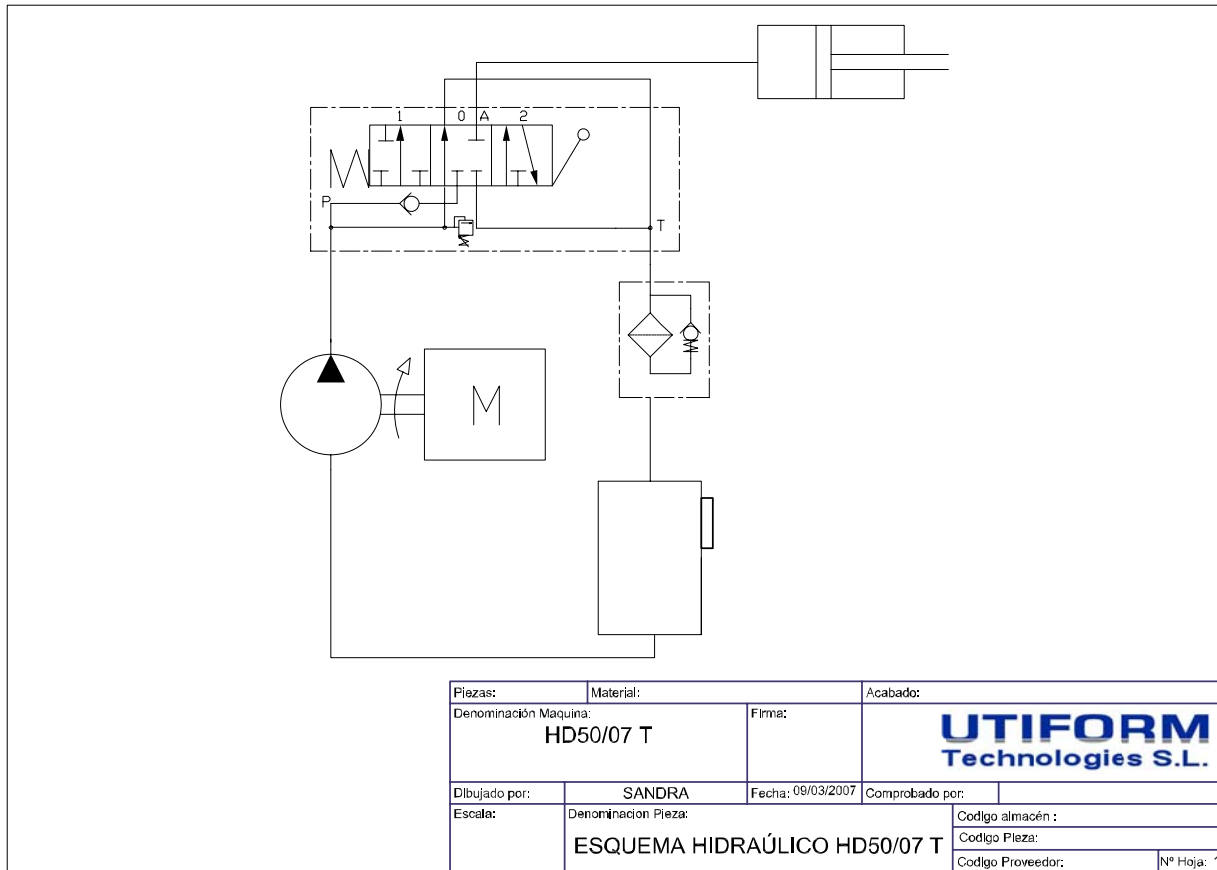 1 0 A 2
P
T
M
Piezas: Material: Acabado:
Denominación Maquina: Firma:
HD50/07 T
UTIFORM
Technologies S.L.
Dibujado por: SANDRA Fecha: 09/03/2007 Comprobado por:
Escala: Denominacion Pieza: Codigo almacén :
ESQUEMA HIDRAÚLICO HD50/07 T
Codigo Pieza:
Codigo Proveedor: Nº Hoja: 1